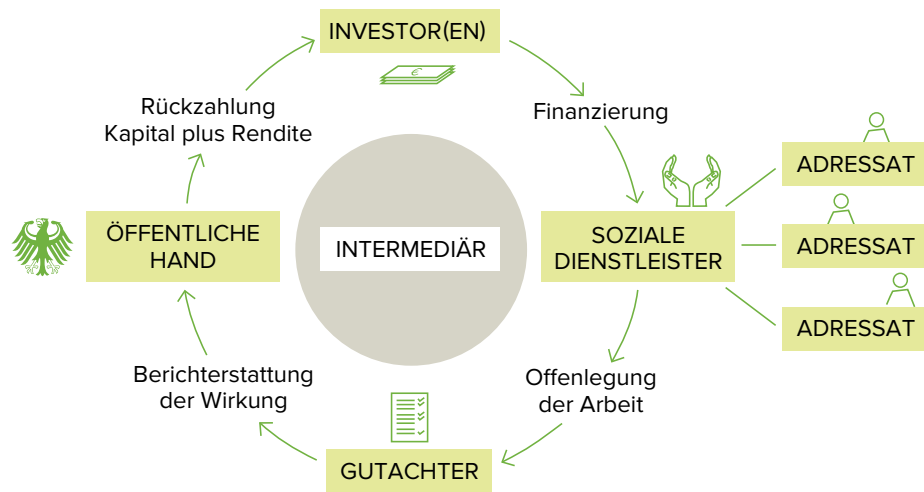 INVESTOR(EN)
€
Rückzahlung
Kapital plus Rendite
Finanzierung
ÖFFENTLICHE
HAND
INTERMEDIÄR
SOZIALE
DIENSTLEISTER
ADRESSAT
ADRESSAT
ADRESSAT
Berichterstattung
der Wirkung
Offenlegung
der Arbeit
GUTACHTER